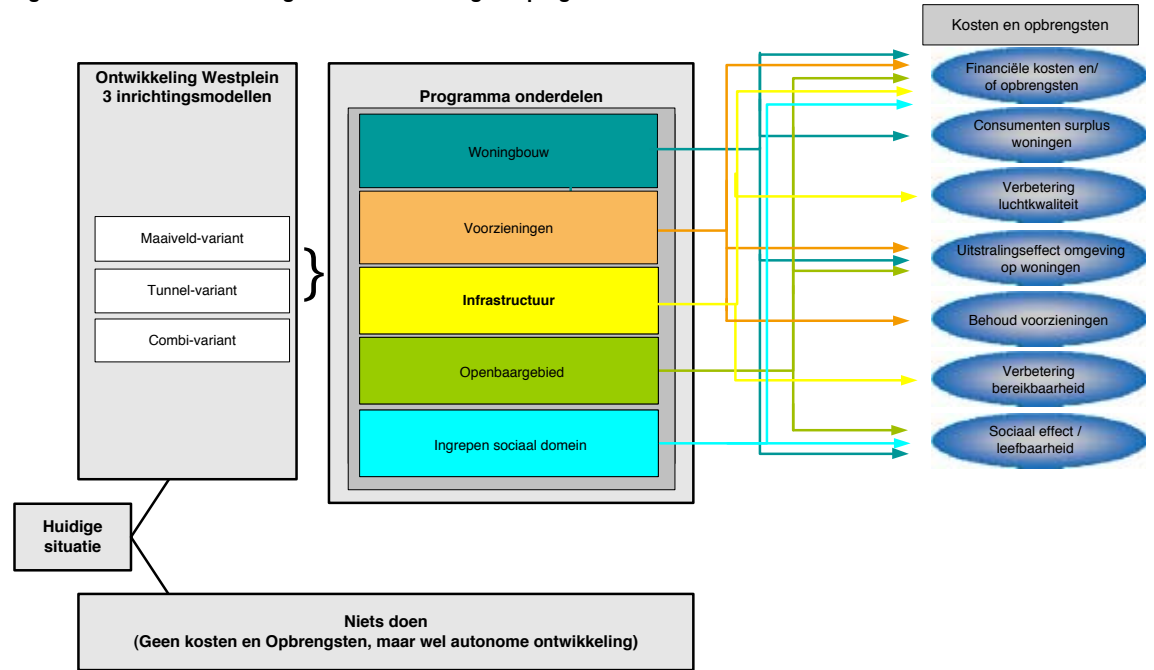 Kosten en opbrengsten
Ontwikkeling Westplein
3 inrichtingsmodellen
Maaiveld-variant
Tunnel-variant
Combi-variant
}
Programma onderdelen
Woningbouw
Voorzieningen
Infrastructuur
Openbaargebied
Ingrepen sociaal domein
Financiële kosten en/
of opbrengsten
Consumenten surplus
woningen
Verbetering
luchtkwaliteit
Uitstralingseffect omgeving
op woningen
Behoud voorzieningen
Verbetering
bereikbaarheid
Sociaal effect /
leefbaarheid
Huidige
situatie
Niets doen
(Geen kosten en Opbrengsten, maar wel autonome ontwikkeling)